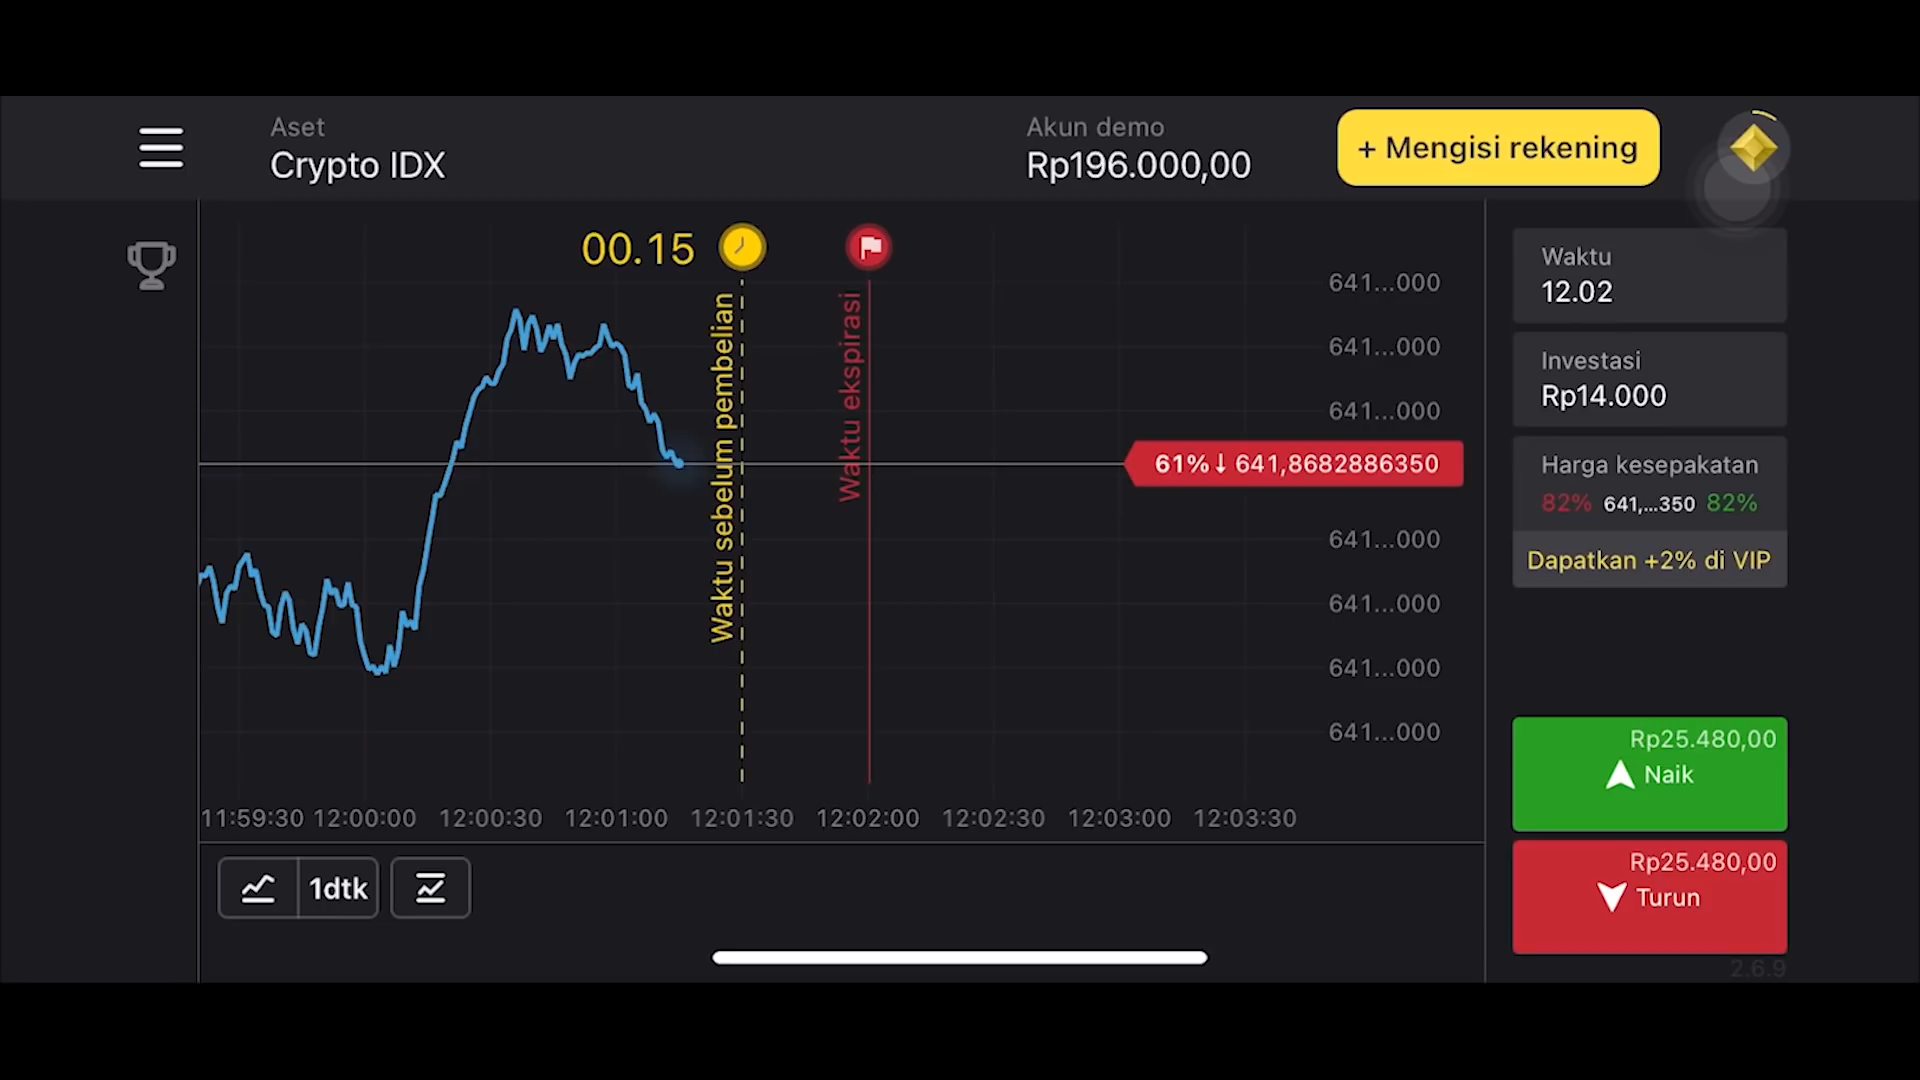 Aset
Crypto IDX
Akun demo
Rp196.000,00
+ Mengisi rekening
00.15
Waktu sebelum pembelian
Waktu ekspirasi
641...000
641...000
641...000
61%↓641,8682886350
641...000
641...000
641...000
641...000
11:59:30 12:00:00 12:00:30 12:01:00 12:01:30 12:02:00 12:02:30 12:03:00 12:03:30
1dtk
Waktu
12.02
Investasi
Rp14.000
Harga kesepakatan
82% 641,...350 82%
Dapatkan +2% di VIP
Rp25.480,00
Naik
Rp25.480,00
Turun
2.6.9